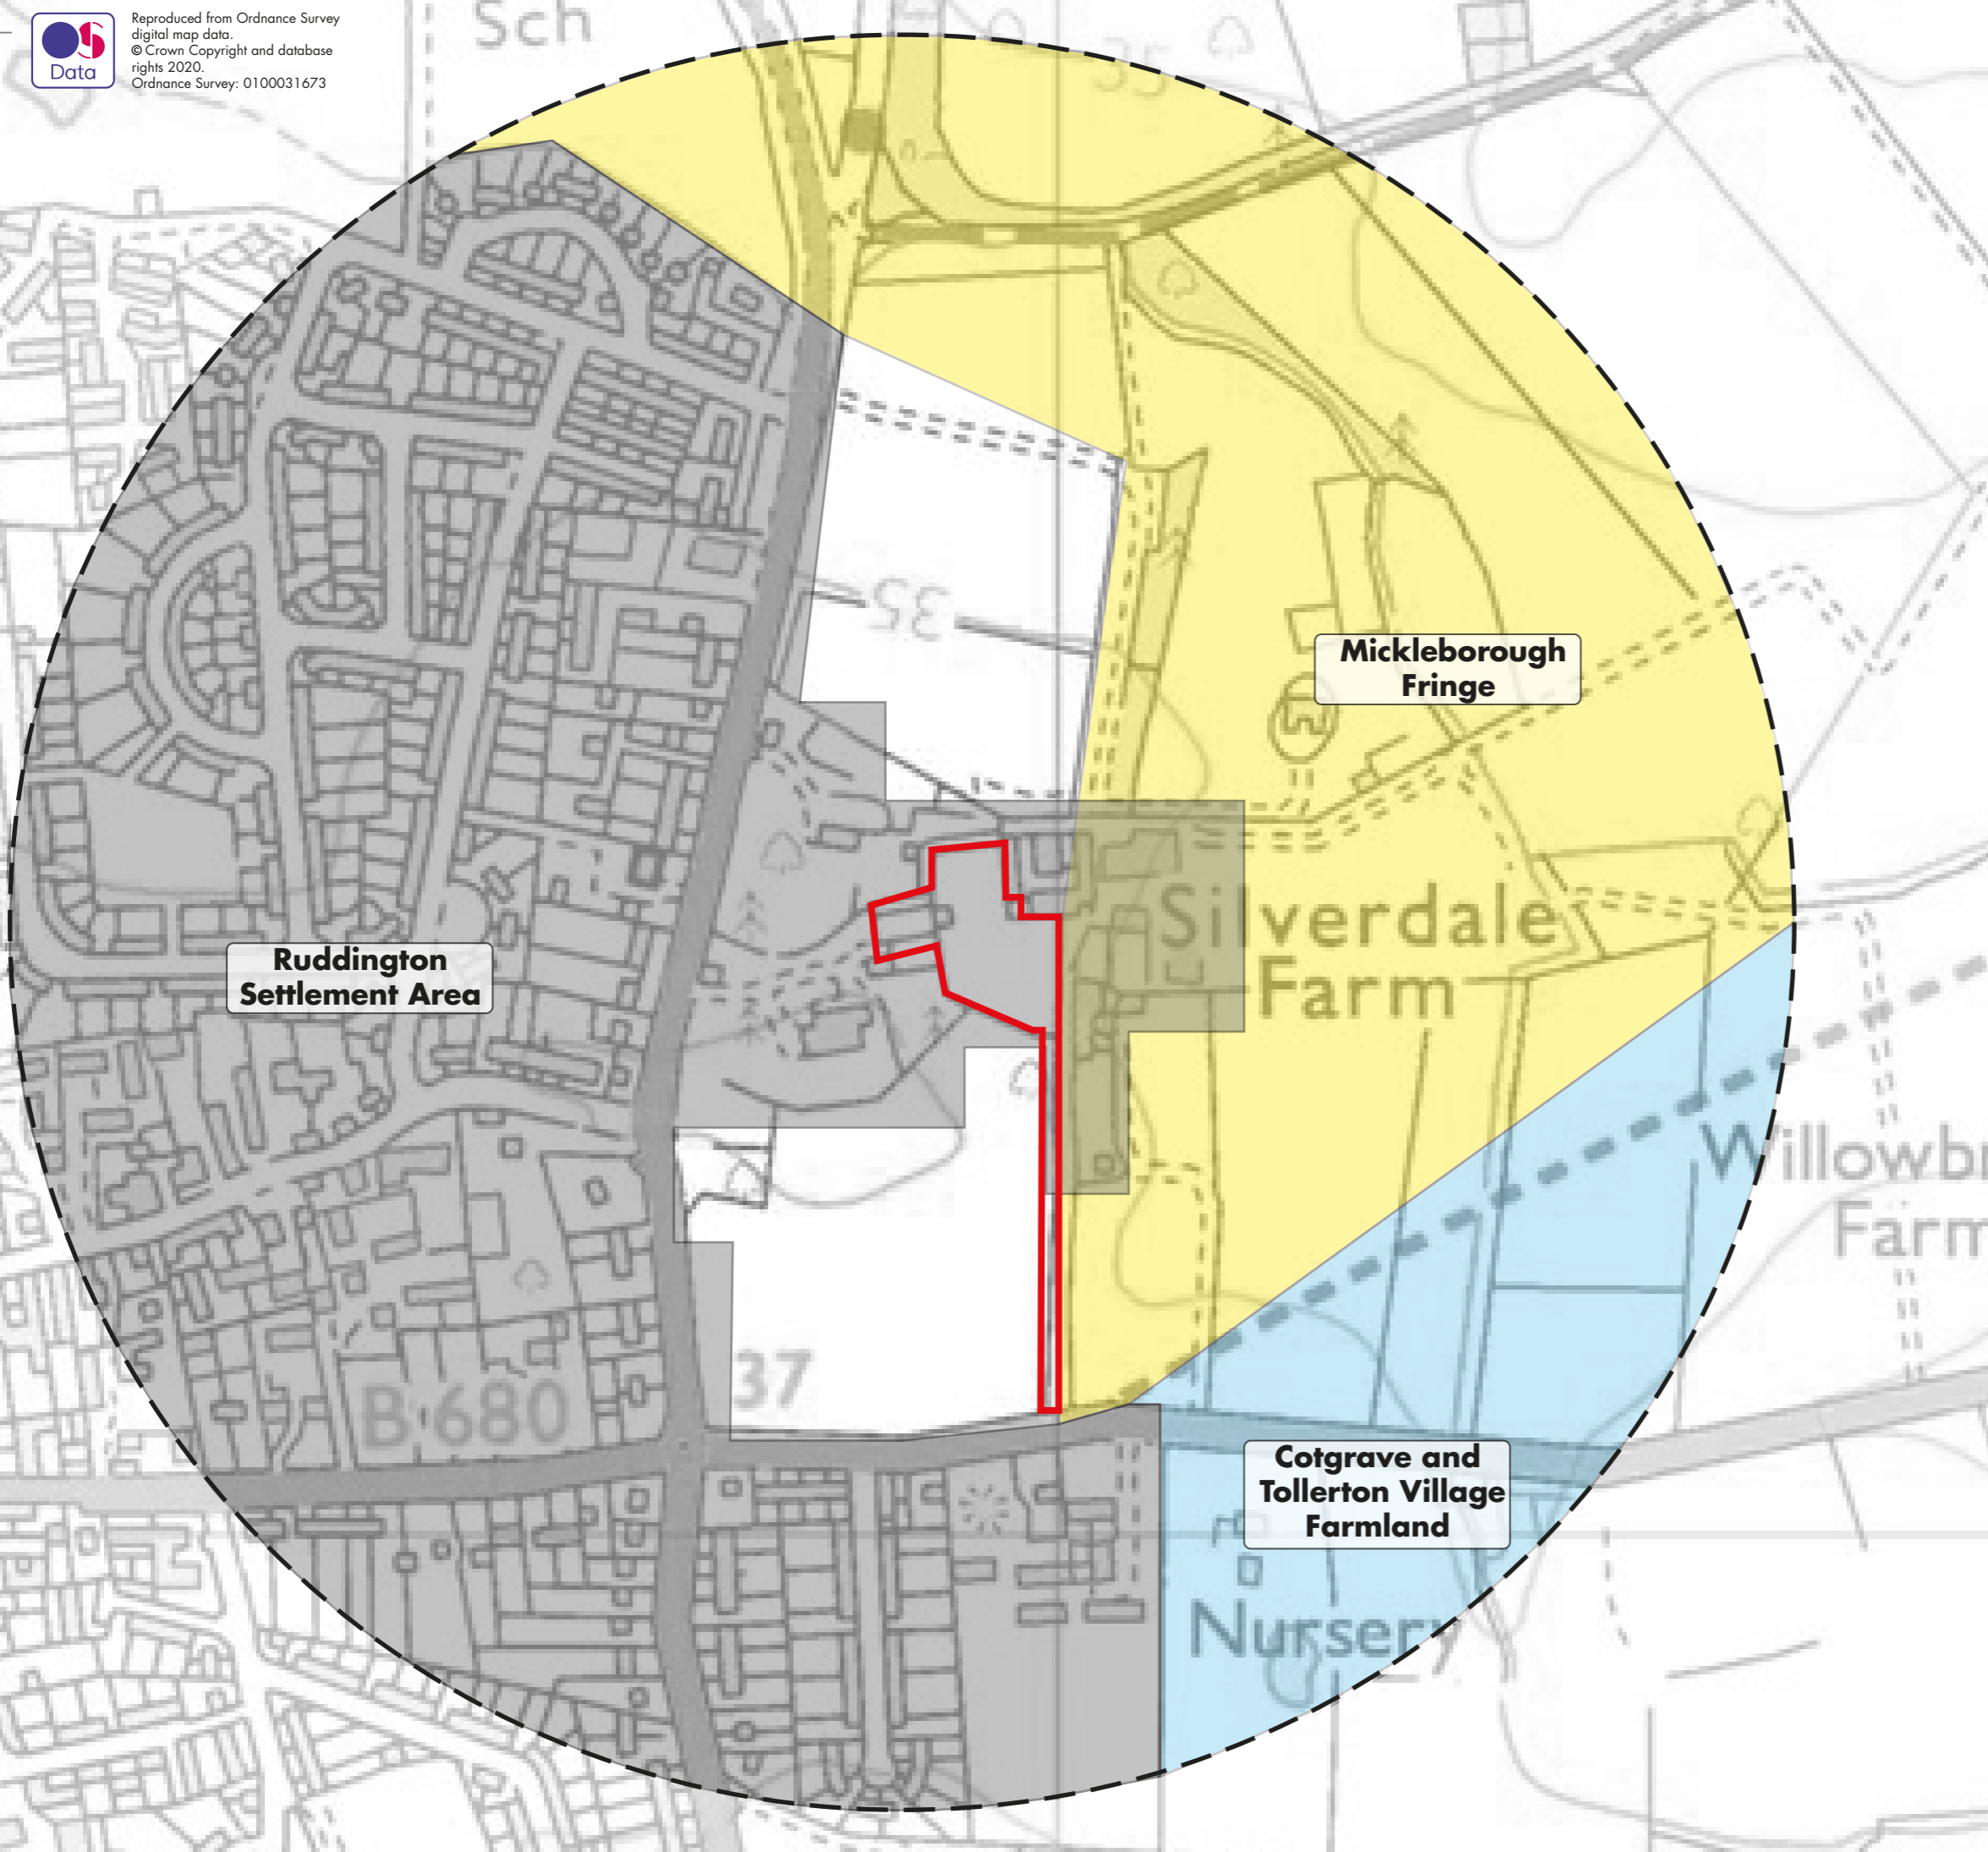 Data
Reproduced from Ordnance Survey
digital map data.
© Crown Copyright and database
rights 2020.
Ordnance Survey: 0100031673
Sch
35
35
Mickleborough
Fringe
Silverdale
Farm
Ruddington
Settlement Area
Willowbr
Farm
37
B 680
Cotgrave and
Tollerton Village
Farmland
Nursery